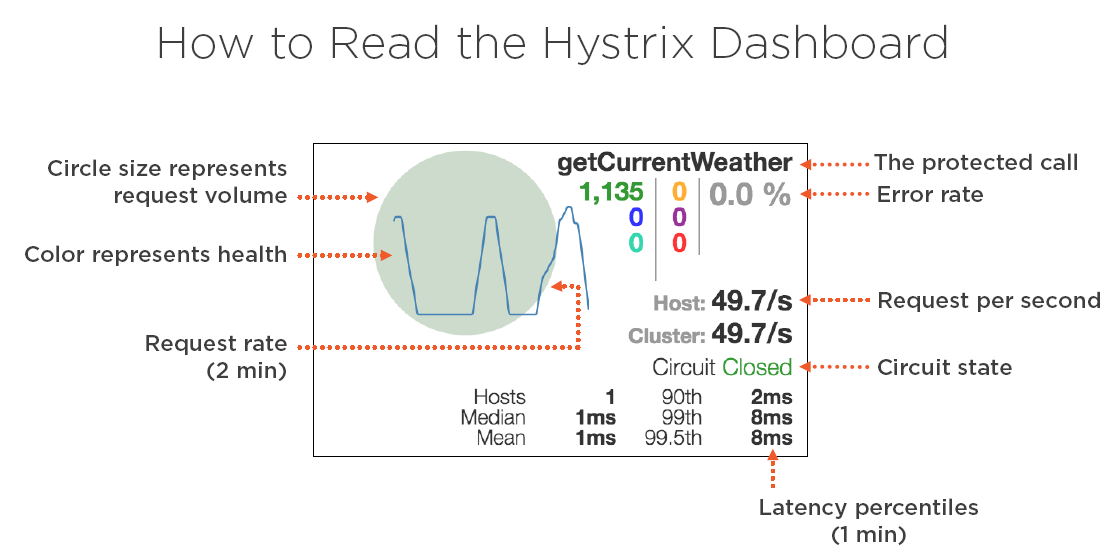 How to Read the Hystrix Dashboard
Circle size represents
request volume
Color represents health
Request rate
(2 min)
getCurrentWeather
1,135 0 0.0 %
0 0
0 0
Host: 49.7/s
Cluster: 49.7/s
Circuit Closed
Hosts 1 90th 2ms
Median 1ms 99th 8ms
Mean 1ms 99.5th 8ms
The protected call
Error rate
Request per second
Circuit state
Latency percentiles
(1 min)